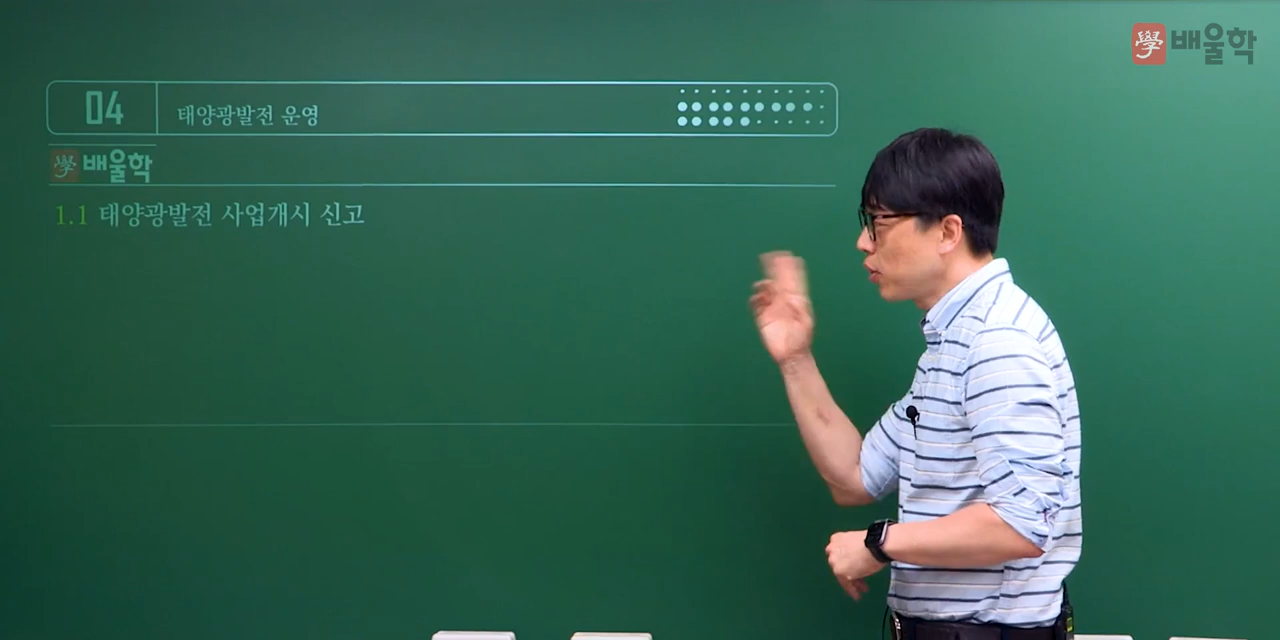 學 배울학
04 태양광발전 운영
學 배울학
1.1 태양광발전 사업개시 신고